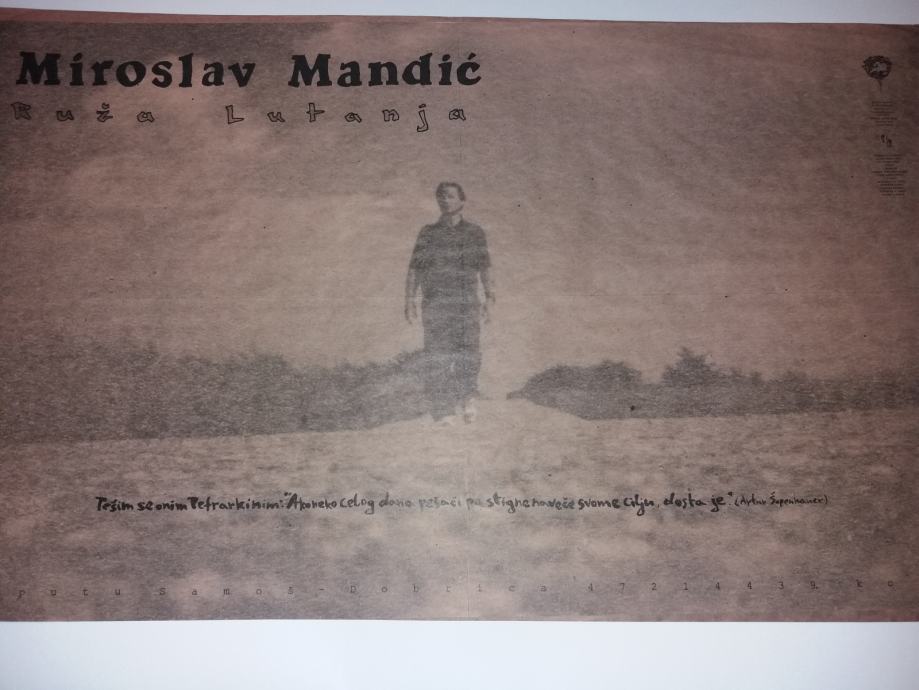 Miroslav Mandić
Ruža Lutanja
Tešim se onim Petrarkinim: "Ako neko celog dana pešači pa stigne naveče svome cilju, dosta je." (Artur Šopenhauer)
putu Samoš-Dobrica 47214439. ko